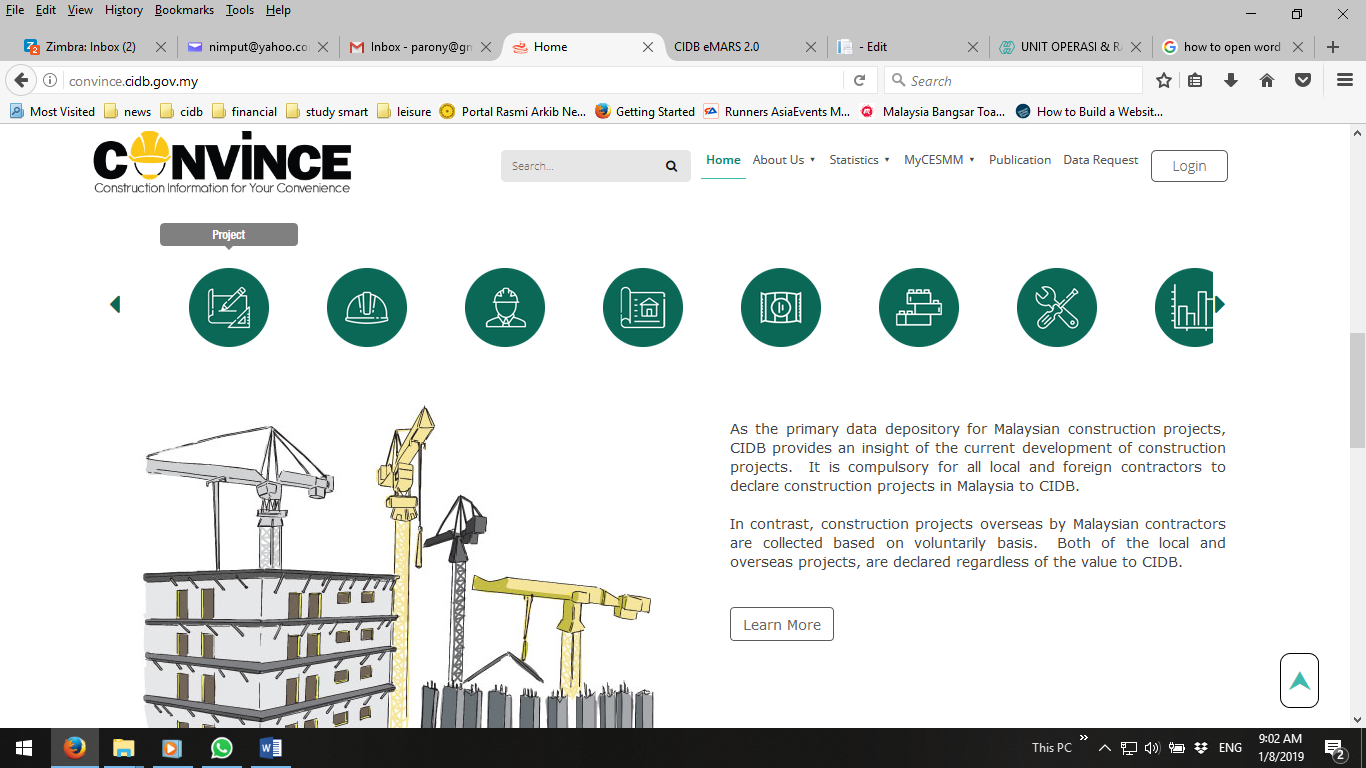 File Edit View History Bookmarks Tools Help
Zimbra: Inbox (2) nimput@yahoo.co Inbox - parony@gn Home CIDB eMARS 2.0 - Edit UNIT OPERASI & RA how to open word
convince.cidb.gov.my Search
Most Visited news cidb financial study smart leisure Portal Rasmi Arkib Ne... Getting Started Runners AsiaEvents M... Malaysia Bangsar Toa... How to Build a Websit...
CONVINCE
Construction Information for Your Convenience
Search... Home About Us Statistics MyCESMM Publication Data Request Login
Project
As the primary data depository for Malaysian construction projects,
CIDB provides an insight of the current development of construction
projects. It is compulsory for all local and foreign contractors to
declare construction projects in Malaysia to CIDB.
In contrast, construction projects overseas by Malaysian contractors
are collected based on voluntarily basis. Both of the local and
overseas projects, are declared regardless of the value to CIDB.
Learn More
This PC ENG 9:02 AM
1/8/2019 2